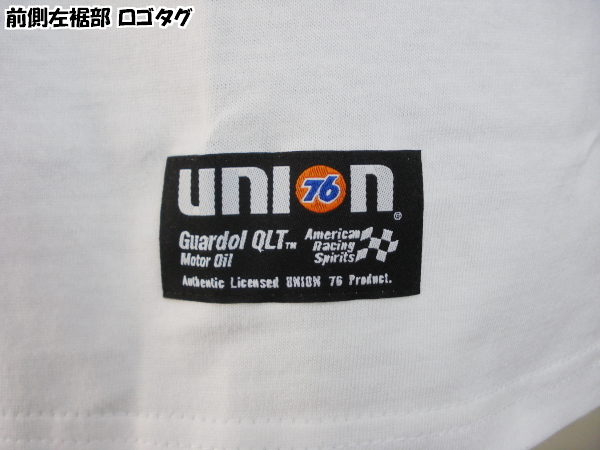 前側左裾部 ロゴタグ
UNION
76
®
Guardol QLT™
Motor Oil
American
Racing
Spirits
Authentic Licensed UNION 76 Product.